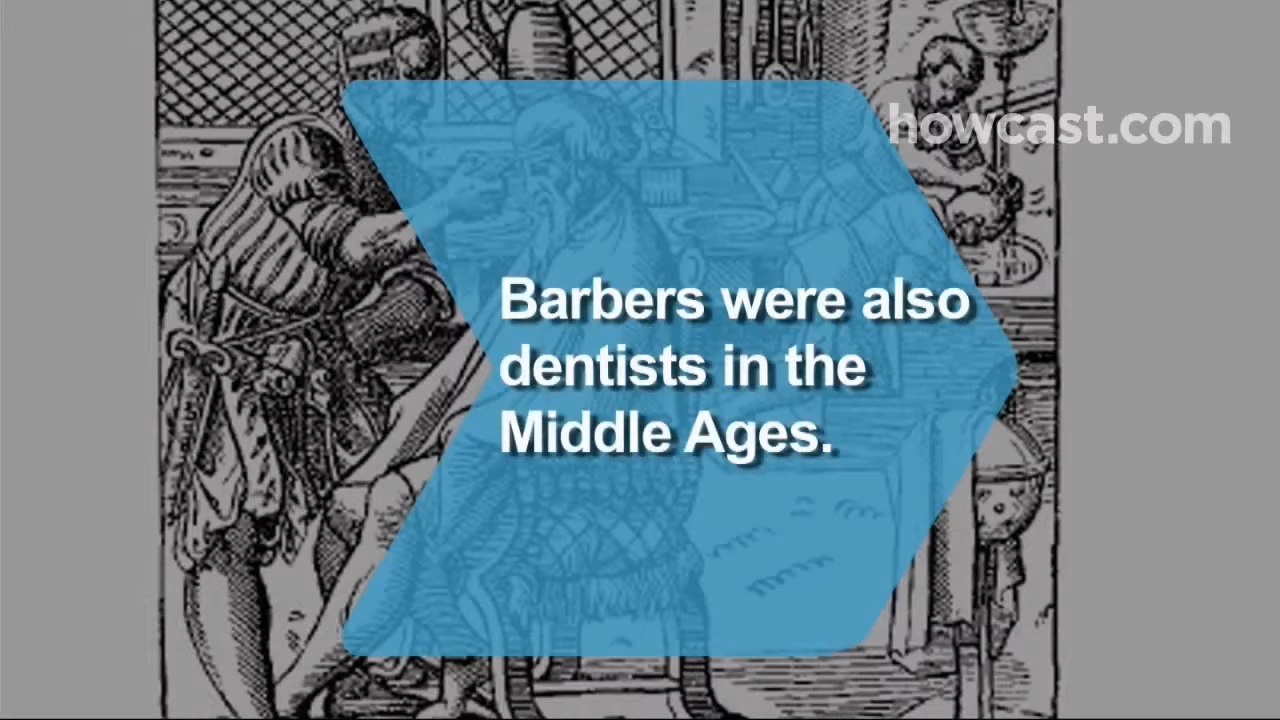 howcast.com
Barbers were also
dentists in the
Middle Ages.